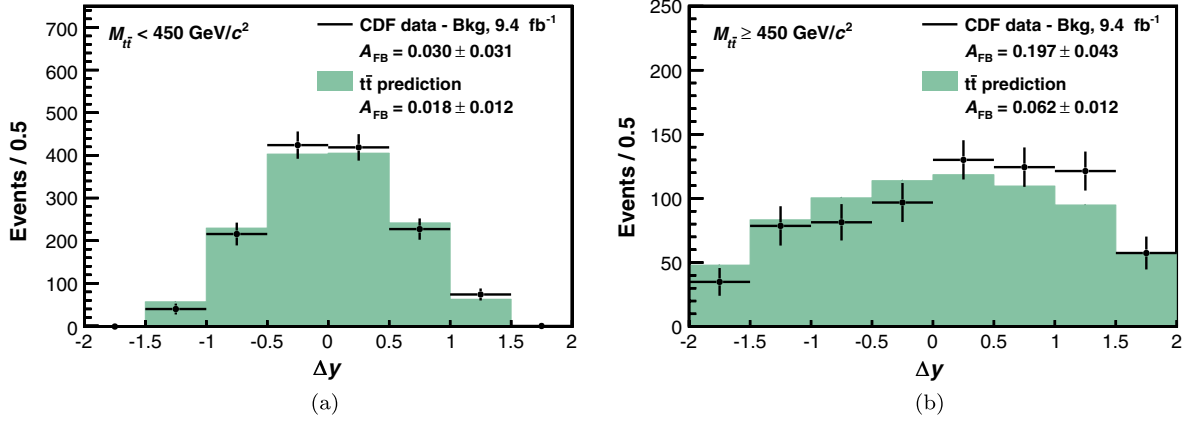 M_{tt̄} < 450 GeV/c²
CDF data - Bkg, 9.4 fb⁻¹
A_FB = 0.030 ± 0.031
tt̄ prediction
A_FB = 0.018 ± 0.012
Events / 0.5
700
600
500
400
300
200
100
0
-2 -1.5 -1 -0.5 0 0.5 1 1.5 2
Δy
(a)
M_{tt̄} ≥ 450 GeV/c²
CDF data - Bkg, 9.4 fb⁻¹
A_FB = 0.197 ± 0.043
tt̄ prediction
A_FB = 0.062 ± 0.012
Events / 0.5
250
200
150
100
50
0
-2 -1.5 -1 -0.5 0 0.5 1 1.5 2
Δy
(b)